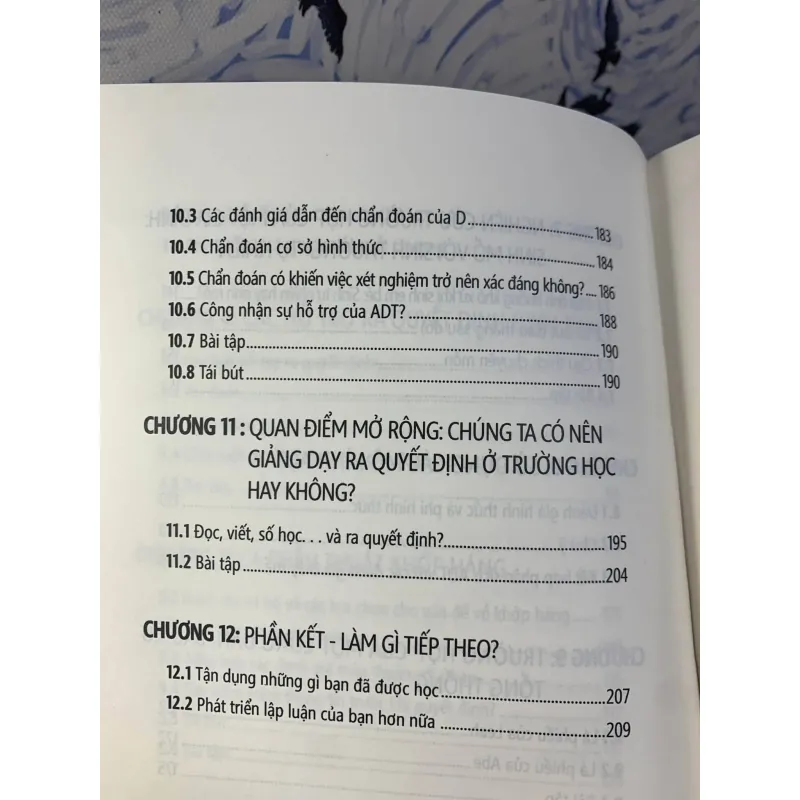 10.3 Các đánh giá dẫn đến chẩn đoán của D.....183
10.4 Chẩn đoán cơ sở hình thức.....184
10.5 Chẩn đoán có khiến việc xét nghiệm trở nên xác đáng không?....186
10.6 Công nhận sự hỗ trợ của ADT?.....188
10.7 Bài tập.....190
10.8 Tái bút.....190
CHƯƠNG 11 : QUAN ĐIỂM MỞ RỘNG: CHÚNG TA CÓ NÊN
GIẢNG DẠY RA QUYẾT ĐỊNH Ở TRƯỜNG HỌC
HAY KHÔNG?
11.1 Đọc, viết, số học. . . và ra quyết định?.....195
11.2 Bài tập.....204
CHƯƠNG 12: PHẦN KẾT - LÀM GÌ TIẾP THEO?
12.1 Tận dụng những gì bạn đã được học.....207
12.2 Phát triển lập luận của bạn hơn nữa.....209